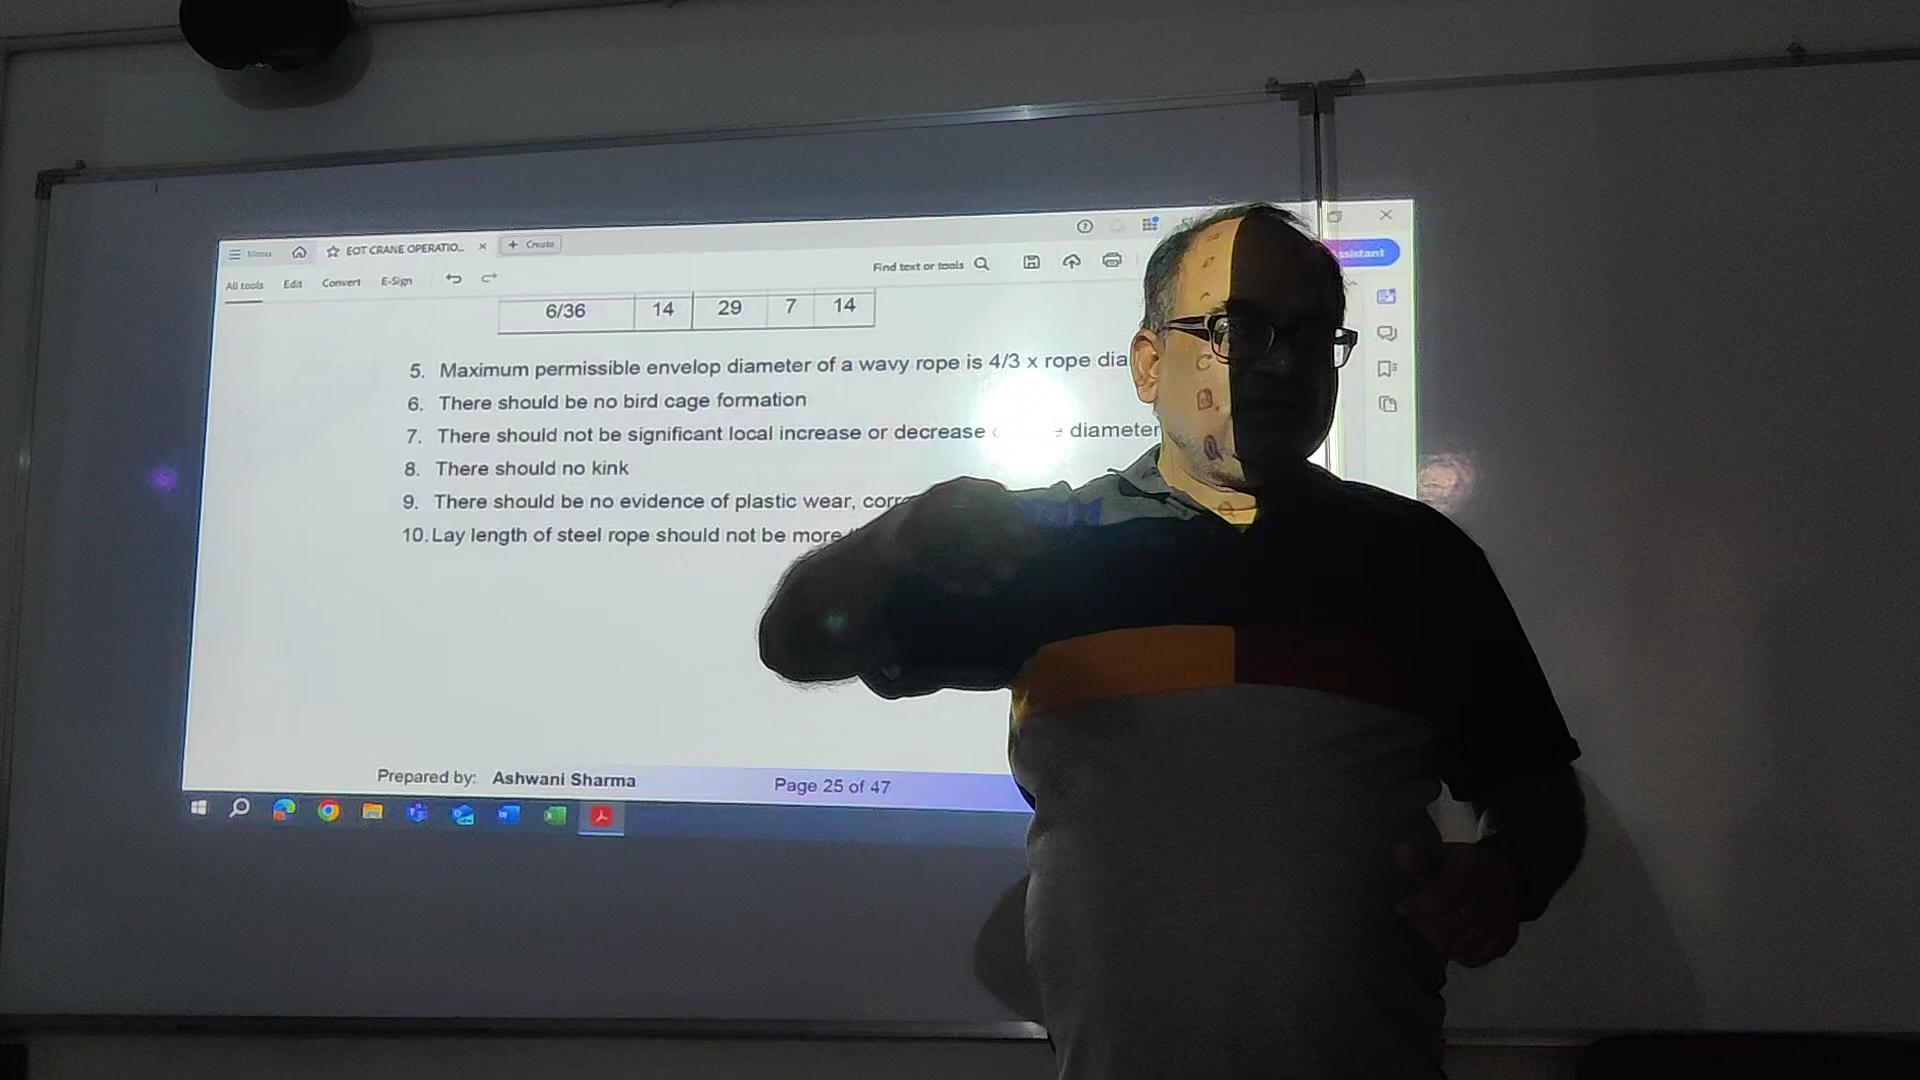 Menu
EOT CRANE OPERATIO...
Create
All tools Edit Convert E-Sign
Find text or tools
ssistant
6/36 14 29 7 14
5. Maximum permissible envelop diameter of a wavy rope is 4/3 x rope dia
6. There should be no bird cage formation
7. There should not be significant local increase or decrease diameter
8. There should no kink
9. There should be no evidence of plastic wear, corr
10. Lay length of steel rope should not be more
Prepared by: Ashwani Sharma
Page 25 of 47